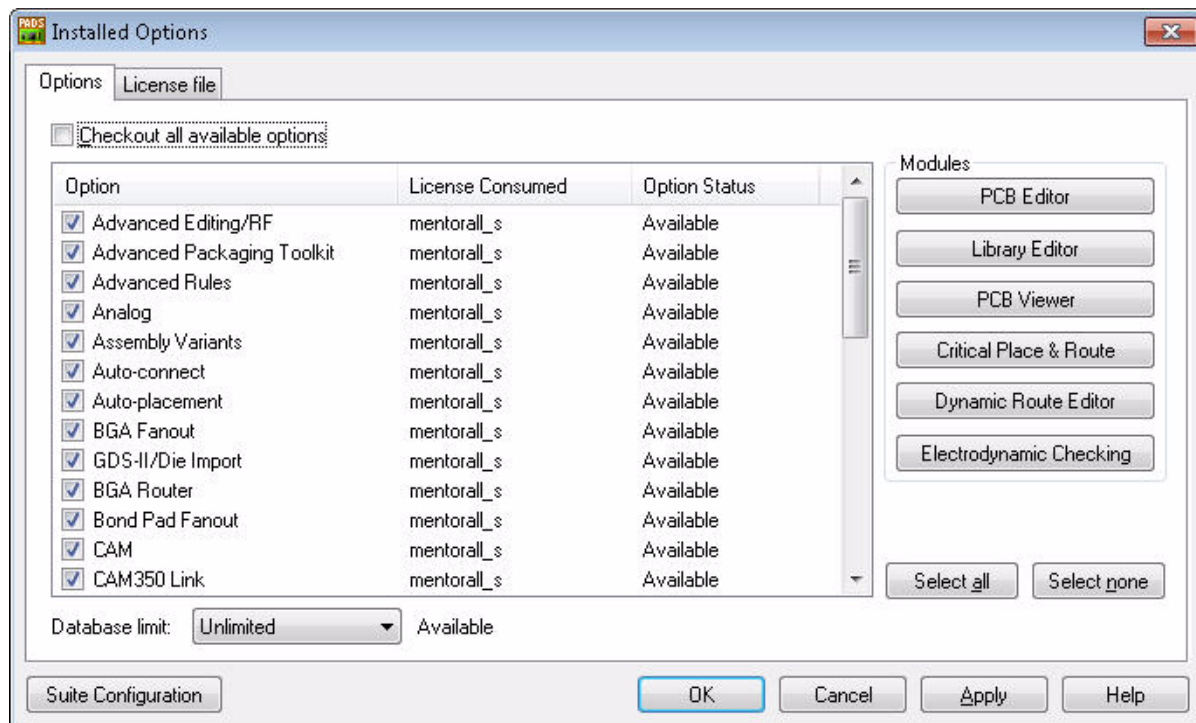 PADS
Installed Options
Options License file
Checkout all available options
Option License Consumed Option Status
Advanced Editing/RF mentorall_s Available
Advanced Packaging Toolkit mentorall_s Available
Advanced Rules mentorall_s Available
Analog mentorall_s Available
Assembly Variants mentorall_s Available
Auto-connect mentorall_s Available
Auto-placement mentorall_s Available
BGA Fanout mentorall_s Available
GDS-II/Die Import mentorall_s Available
BGA Router mentorall_s Available
Bond Pad Fanout mentorall_s Available
CAM mentorall_s Available
CAM350 Link mentorall_s Available
Modules
PCB Editor
Library Editor
PCB Viewer
Critical Place & Route
Dynamic Route Editor
Electrodynamic Checking
Select all Select none
Database limit: Unlimited Available
Suite Configuration OK Cancel Apply Help